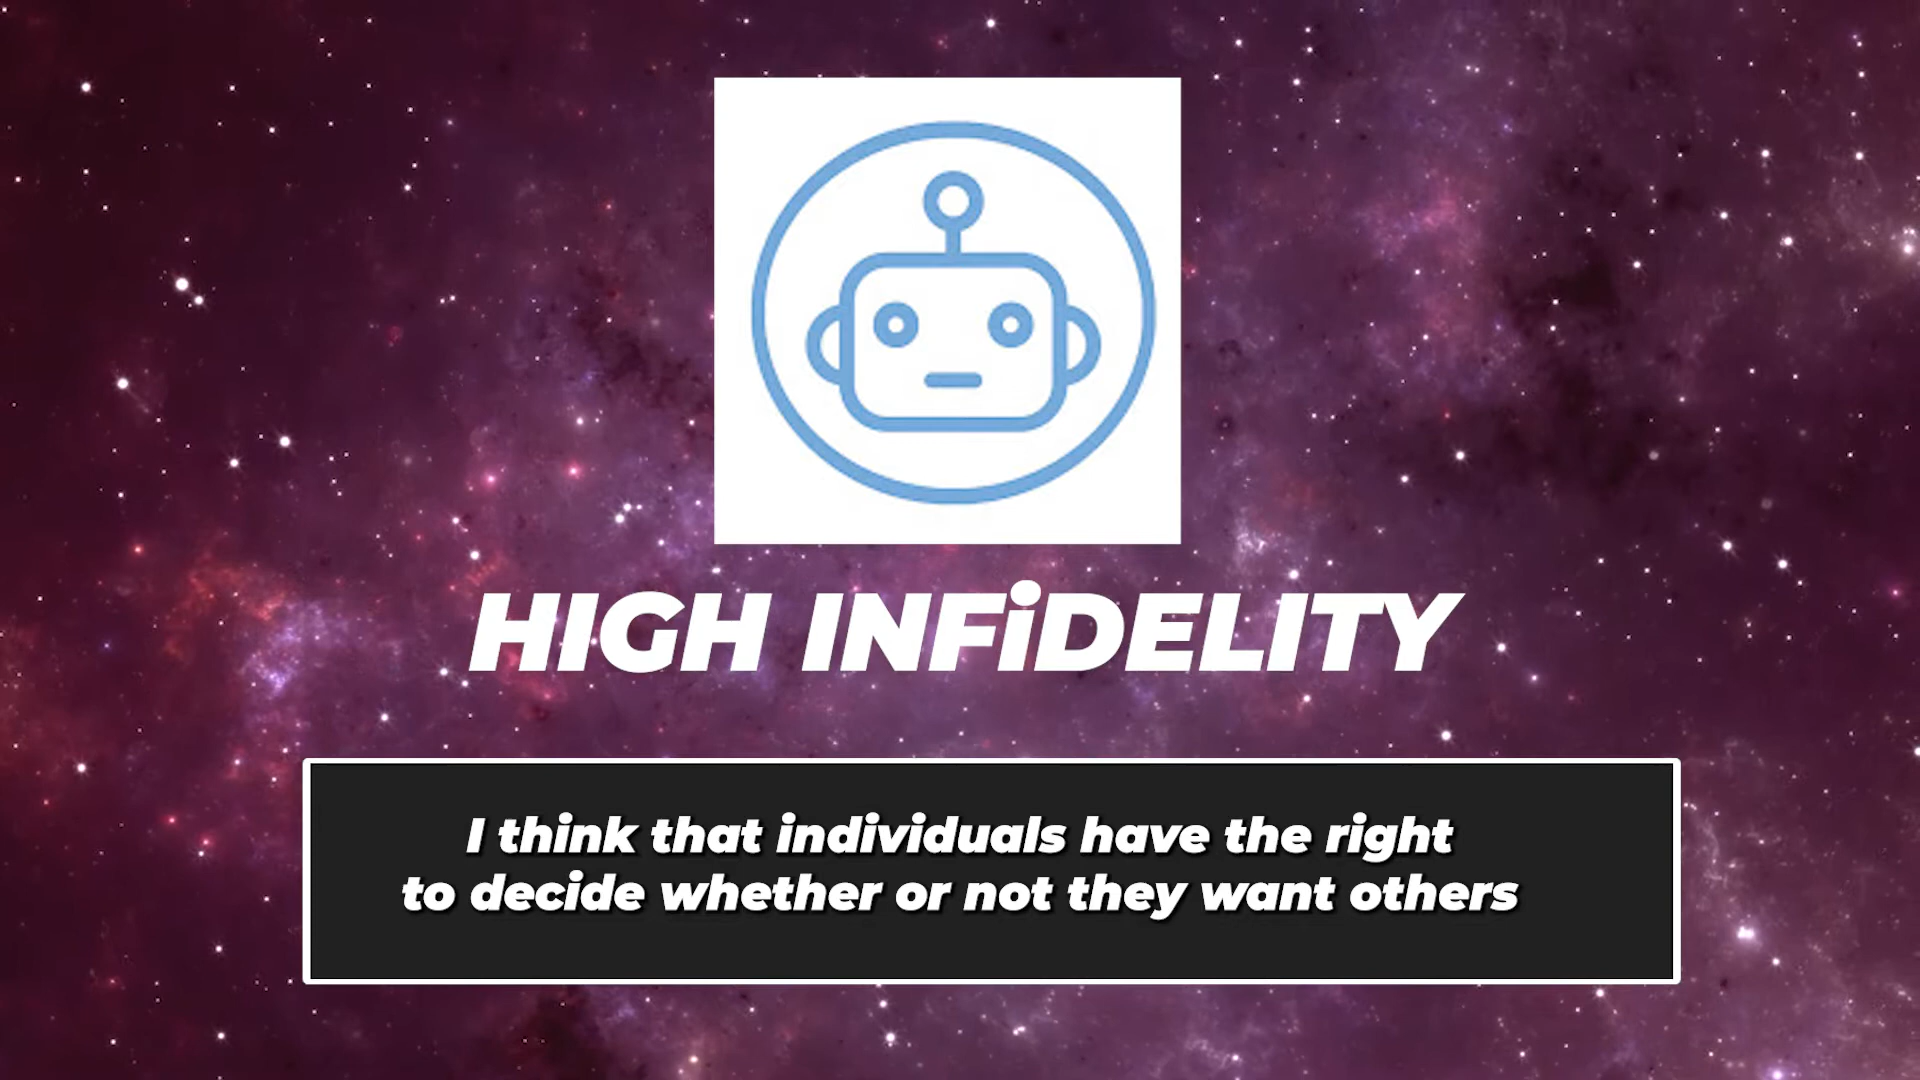 HIGH INFiDELITY
I think that individuals have the right
to decide whether or not they want others